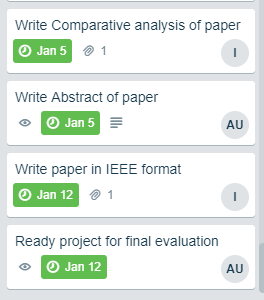 Write Comparative analysis of paper
Jan 5 1
I
Write Abstract of paper
Jan 5
AU
Write paper in IEEE format
Jan 12 1
I
Ready project for final evaluation
Jan 12
AU